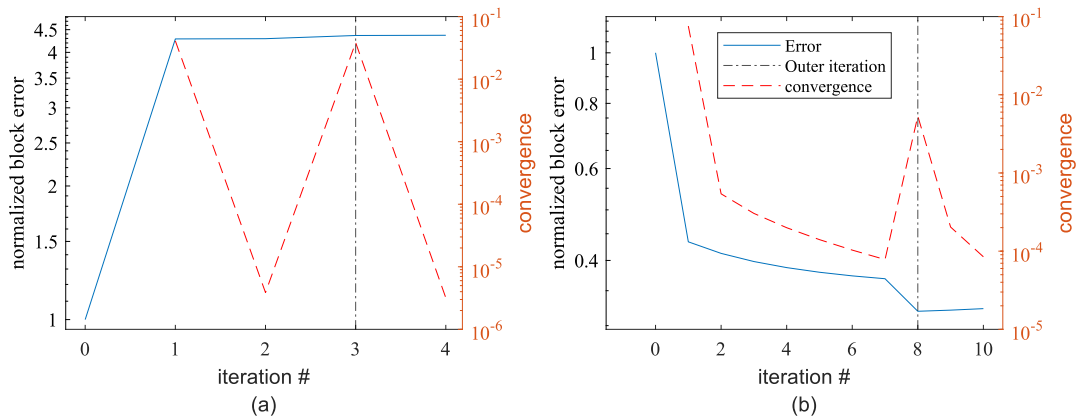 normalized block error
4.5
4
3.5
3
2.5
2
1.5
1
10^-1
10^-2
10^-3
10^-4
10^-5
10^-6
convergence
0 1 2 3 4
iteration #
(a)
normalized block error
1
0.8
0.6
0.4
Error
Outer iteration
convergence
10^-1
10^-2
10^-3
10^-4
10^-5
convergence
0 2 4 6 8 10
iteration #
(b)